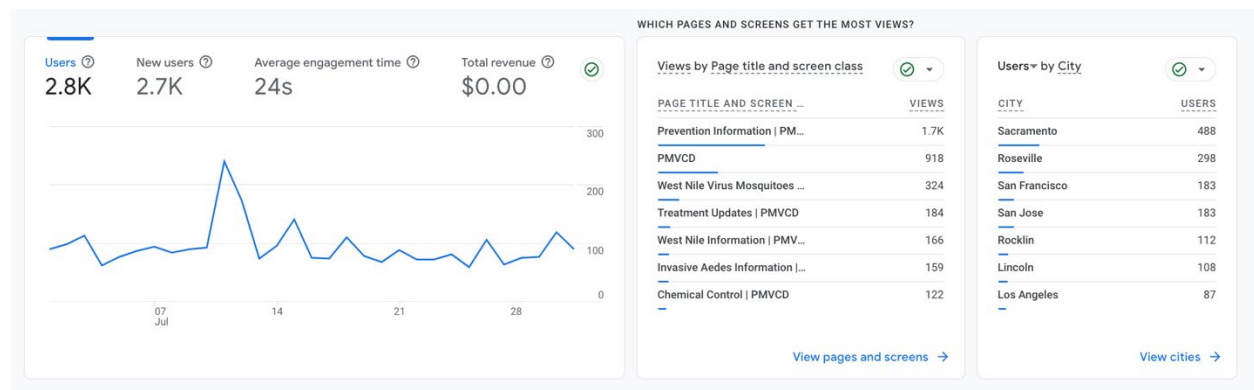 WHICH PAGES AND SCREENS GET THE MOST VIEWS?
Users
2.8K
New users
2.7K
Average engagement time
24s
Total revenue
$0.00
300
200
100
0
07
Jul
14
21
28
Views by Page title and screen class
PAGE TITLE AND SCREEN ... VIEWS
Prevention Information | PM... 1.7K
PMVCD 918
West Nile Virus Mosquitoes ... 324
Treatment Updates | PMVCD 184
West Nile Information | PMV... 166
Invasive Aedes Information |... 159
Chemical Control | PMVCD 122
View pages and screens →
Users by City
CITY USERS
Sacramento 488
Roseville 298
San Francisco 183
San Jose 183
Rocklin 112
Lincoln 108
Los Angeles 87
View cities →